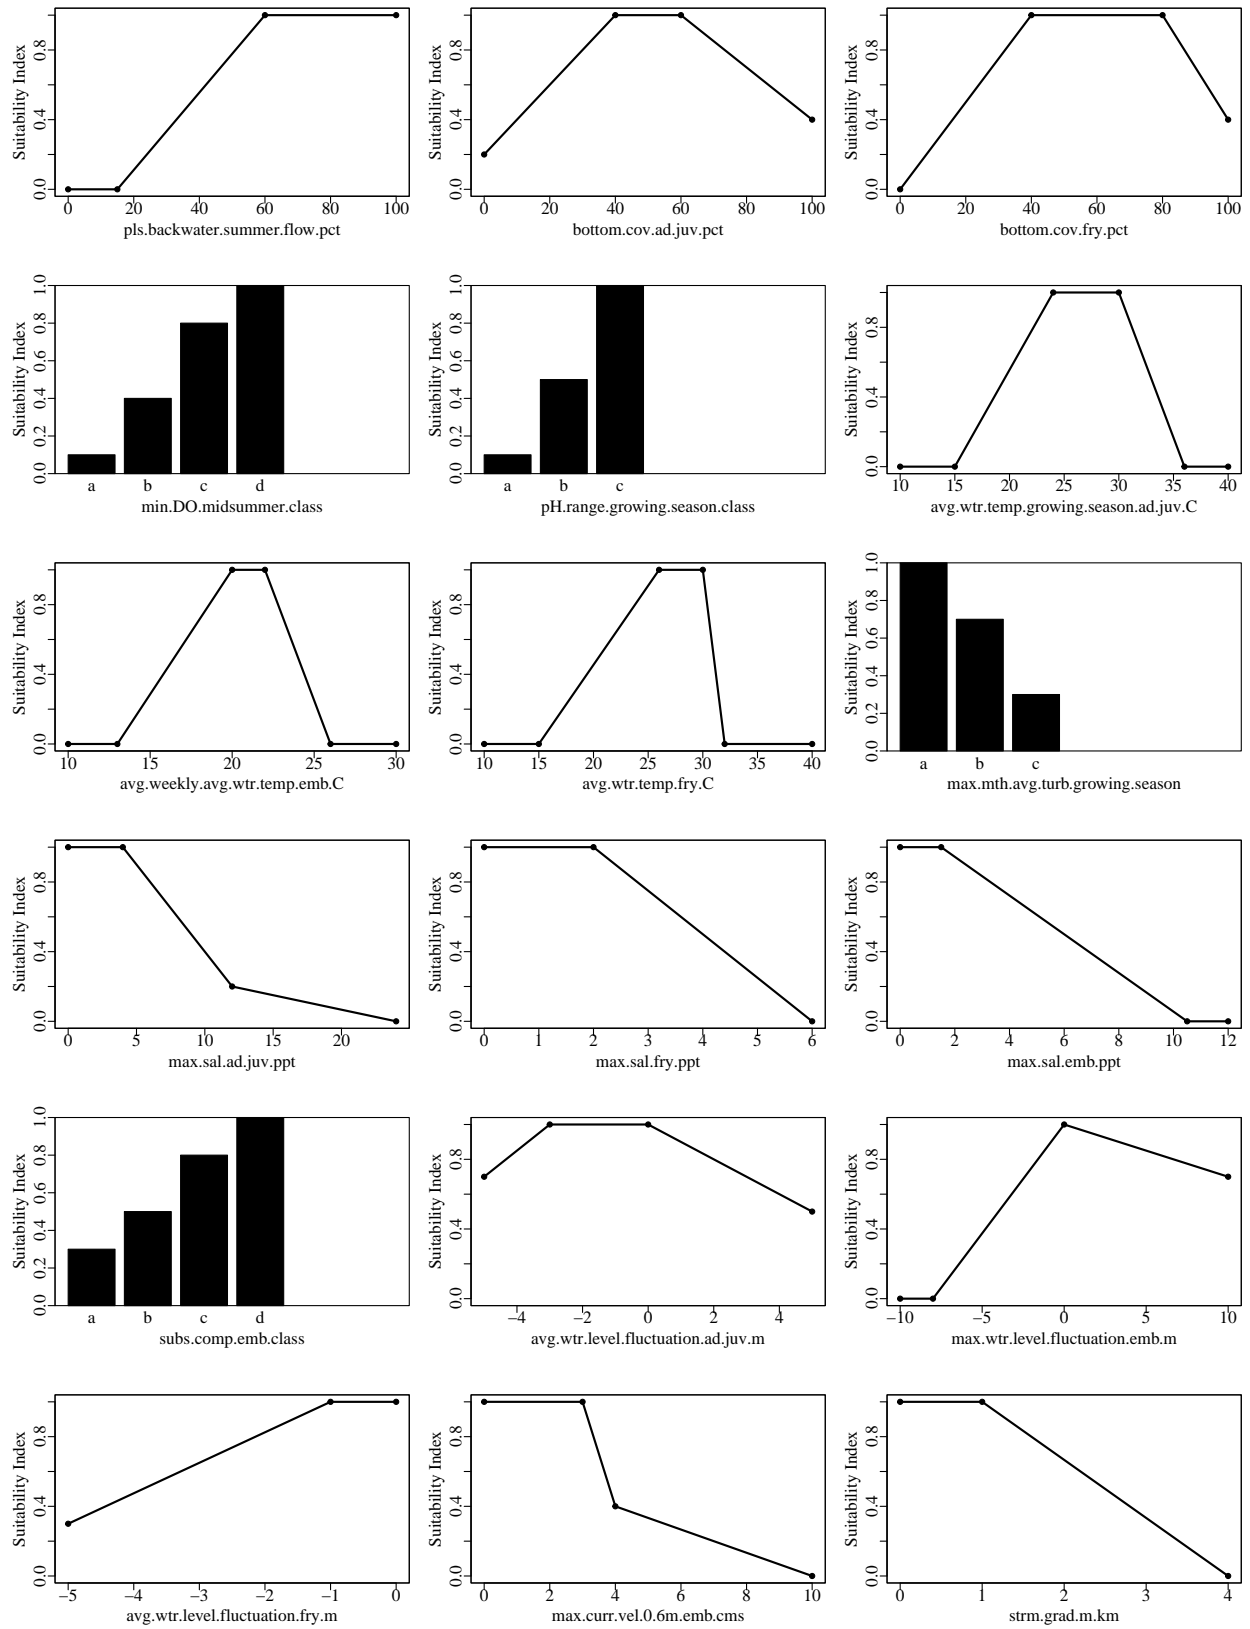 Suitability Index
0.0 0.4 0.8
0 20 40 60 80 100
pls.backwater.summer.flow.pct
Suitability Index
0.0 0.4 0.8
0 20 40 60 80 100
bottom.cov.ad.juv.pct
Suitability Index
0.0 0.4 0.8
0 20 40 60 80 100
bottom.cov.fry.pct
Suitability Index
0.0 0.2 0.4 0.6 0.8 1.0
a b c d
min.DO.midsummer.class
Suitability Index
0.0 0.2 0.4 0.6 0.8 1.0
a b c
pH.range.growing.season.class
Suitability Index
0.0 0.4 0.8
10 15 20 25 30 35 40
avg.wtr.temp.growing.season.ad.juv.C
Suitability Index
0.0 0.4 0.8
10 15 20 25 30
avg.weekly.avg.wtr.temp.emb.C
Suitability Index
0.0 0.4 0.8
10 15 20 25 30 35 40
avg.wtr.temp.fry.C
Suitability Index
0.0 0.2 0.4 0.6 0.8 1.0
a b c
max.mth.avg.turb.growing.season
Suitability Index
0.0 0.4 0.8
0 5 10 15 20
max.sal.ad.juv.ppt
Suitability Index
0.0 0.4 0.8
0 1 2 3 4 5 6
max.sal.fry.ppt
Suitability Index
0.0 0.4 0.8
0 2 4 6 8 10 12
max.sal.emb.ppt
Suitability Index
0.0 0.2 0.4 0.6 0.8 1.0
a b c d
subs.comp.emb.class
Suitability Index
0.0 0.4 0.8
−4 −2 0 2 4
avg.wtr.level.fluctuation.ad.juv.m
Suitability Index
0.0 0.4 0.8
−10 −5 0 5 10
max.wtr.level.fluctuation.emb.m
Suitability Index
0.0 0.4 0.8
−5 −4 −3 −2 −1 0
avg.wtr.level.fluctuation.fry.m
Suitability Index
0.0 0.4 0.8
0 2 4 6 8 10
max.curr.vel.0.6m.emb.cms
Suitability Index
0.0 0.4 0.8
0 1 2 3 4
strm.grad.m.km